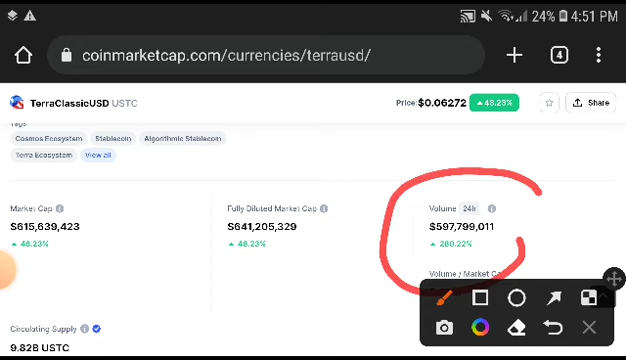 24% 4:51 PM
coinmarketcap.com/currencies/terrausd/
4
TerraClassicUSD USTC
Price: $0.06272 48.23%
Share
Tags
Cosmos Ecosystem Stablecoin Algorithmic Stablecoin
Terra Ecosystem View all
Market Cap Fully Diluted Market Cap Volume 24h
$615,639,423 $641,205,329 $597,799,011
48.23% 48.23% 280.22%
Volume / Market Ca
Circulating Supply
9.82B USTC